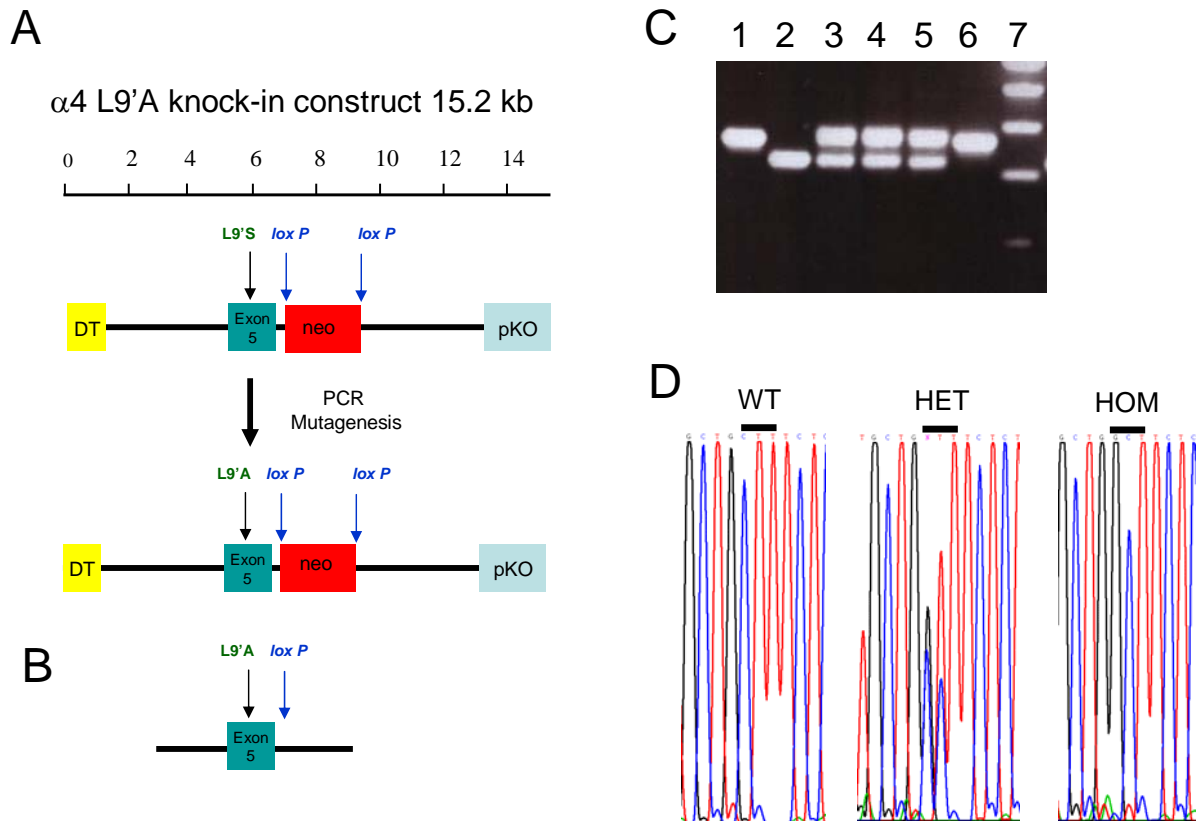 A
α4 L9'A knock-in construct 15.2 kb
0 2 4 6 8 10 12 14
L9'S lox P lox P
DT Exon 5 neo pKO
PCR
Mutagenesis
L9'A lox P lox P
DT Exon 5 neo pKO
B
L9'A lox P
Exon 5
C
1 2 3 4 5 6 7
D
WT HET HOM
G C T G C T T T C T C
T G C T G K T T T C T C T
G C T G G C T T C T C